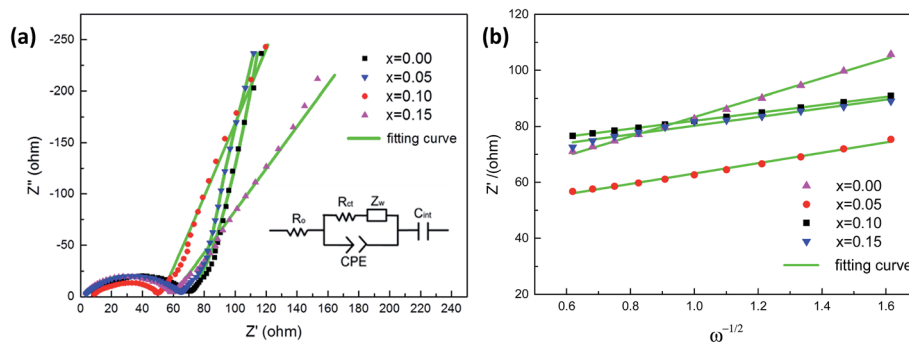 (a)
-250
-200
-150
-100
-50
0
Z'' (ohm)
0 20 40 60 80 100 120 140 160 180 200 220 240
Z' (ohm)
x=0.00
x=0.05
x=0.10
x=0.15
fitting curve
Ro
Rct
Zw
Cint
CPE
(b)
120
100
80
60
40
20
Z'/(ohm)
0.6 0.8 1.0 1.2 1.4 1.6
ω-1/2
x=0.00
x=0.05
x=0.10
x=0.15
fitting curve